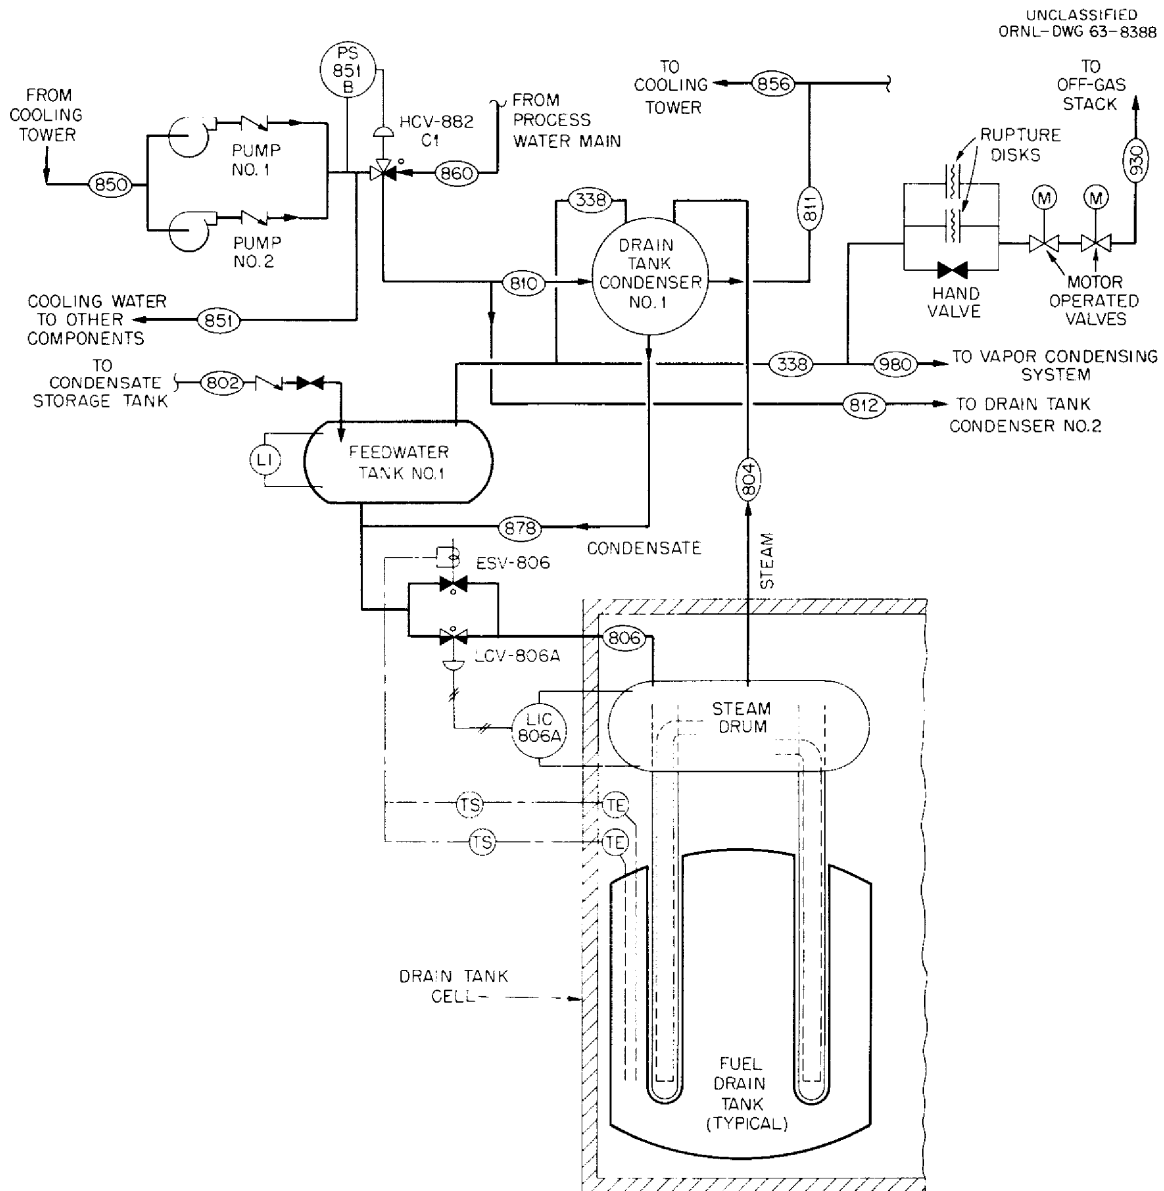 UNCLASSIFIED
ORNL-DWG 63-8388
PS
851
B
FROM
COOLING
TOWER
850
PUMP
NO. 1
PUMP
NO. 2
HCV-882
C1
860
FROM
PROCESS
WATER MAIN
TO
COOLING
TOWER
856
TO
OFF-GAS
STACK
930
RUPTURE
DISKS
M
M
338
811
DRAIN
TANK
CONDENSER
NO. 1
810
HAND
VALVE
MOTOR
OPERATED
VALVES
COOLING WATER
TO OTHER
COMPONENTS
851
TO
CONDENSATE
STORAGE TANK
802
338
980
TO VAPOR CONDENSING
SYSTEM
812
TO DRAIN TANK
CONDENSER NO. 2
LI
FEEDWATER
TANK NO. 1
804
878
CONDENSATE
STEAM
ESV-806
LCV-806A
806
LIC
806A
STEAM
DRUM
TS
TE
TS
TE
DRAIN TANK
CELL
FUEL
DRAIN
TANK
(TYPICAL)